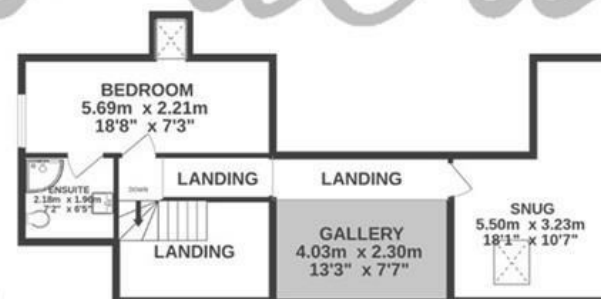 BEDROOM
5.69m x 2.21m
18'8" x 7'3"
ENSUITE
2.18m x 1.96m
7'2" x 6'5"
DOWN
LANDING
LANDING
LANDING
GALLERY
4.03m x 2.30m
13'3" x 7'7"
SNUG
5.50m x 3.23m
18'1" x 10'7"